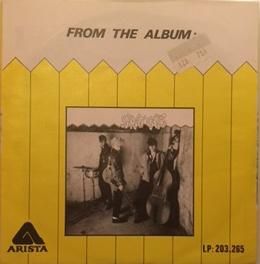 FROM THE ALBUM·
ARISTA
LP: 203,265